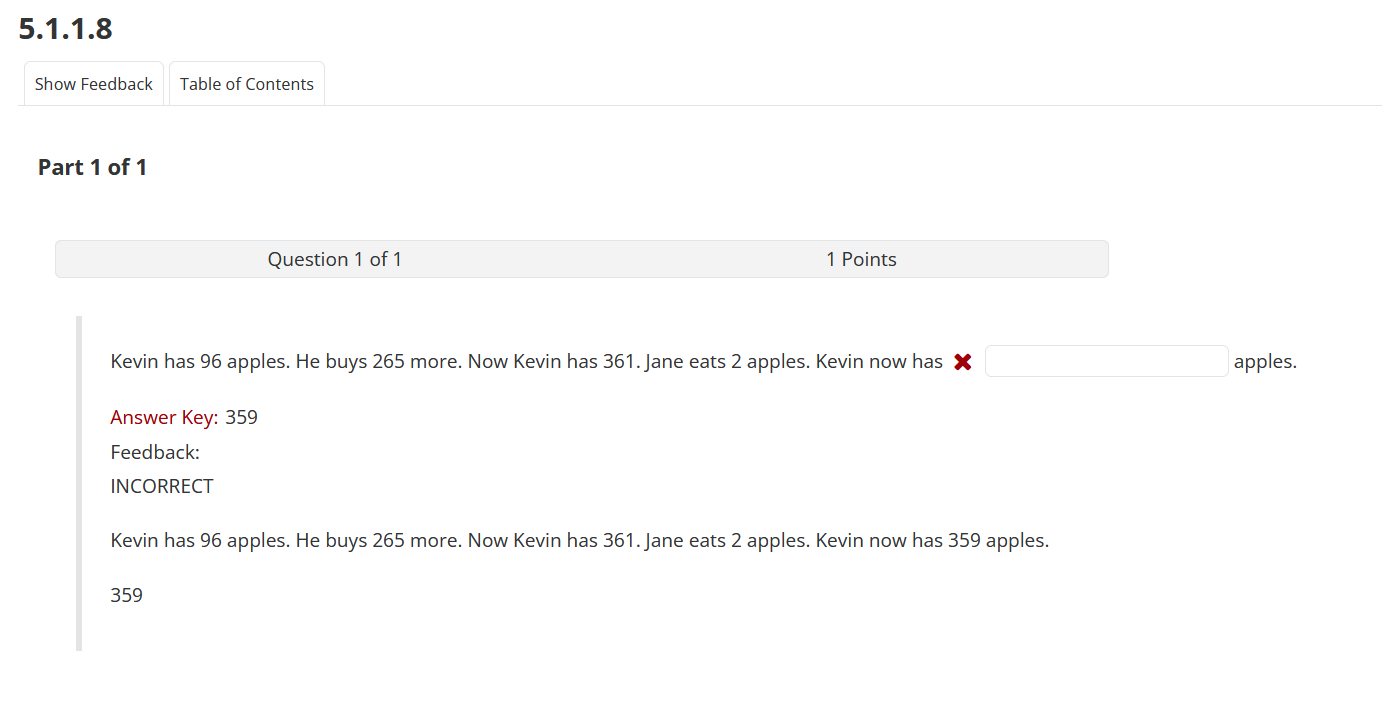 5.1.1.8
Show Feedback Table of Contents
Part 1 of 1
Question 1 of 1 1 Points
Kevin has 96 apples. He buys 265 more. Now Kevin has 361. Jane eats 2 apples. Kevin now has apples.
Answer Key: 359
Feedback:
INCORRECT
Kevin has 96 apples. He buys 265 more. Now Kevin has 361. Jane eats 2 apples. Kevin now has 359 apples.
359